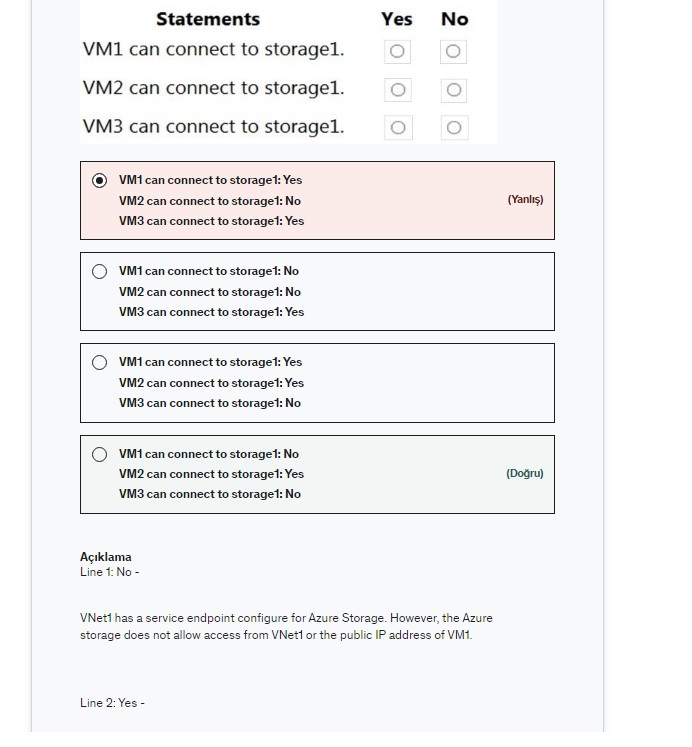 Statements Yes No
VM1 can connect to storage1.
VM2 can connect to storage1.
VM3 can connect to storage1.
VM1 can connect to storage1: Yes
VM2 can connect to storage1: No (Yanlış)
VM3 can connect to storage1: Yes
VM1 can connect to storage1: No
VM2 can connect to storage1: No
VM3 can connect to storage1: Yes
VM1 can connect to storage1: Yes
VM2 can connect to storage1: Yes
VM3 can connect to storage1: No
VM1 can connect to storage1: No
VM2 can connect to storage1: Yes (Doğru)
VM3 can connect to storage1: No
Açıklama
Line 1: No -
VNet1 has a service endpoint configure for Azure Storage. However, the Azure
storage does not allow access from VNet1 or the public IP address of VM1.
Line 2: Yes -